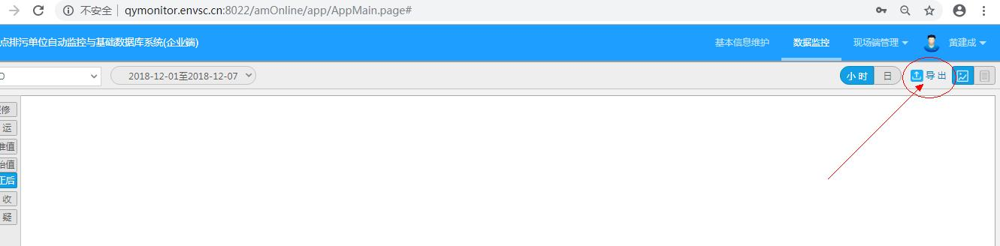 不安全 | qymonitor.envsc.cn:8022/amOnline/app/AppMain.page#
点排污单位自动监控与基础数据库系统(企业端)
基本信息维护 数据监控 现场端管理 黄建成
2018-12-01至2018-12-07
小时 日 导出
修
运
准值
始值
正后
收
疑